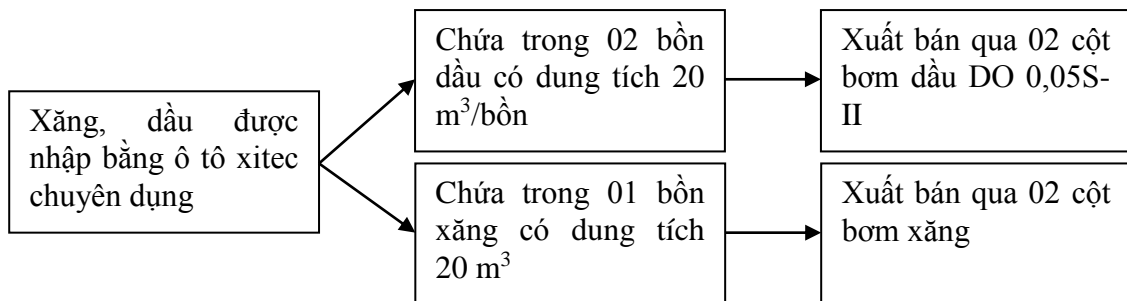 Xăng, dầu được
nhập bằng ô tô xitec
chuyên dụng
Chứa trong 02 bồn
dầu có dung tích 20
m³/bồn
Xuất bán qua 02 cột
bơm dầu DO 0,05S-
II
Chứa trong 01 bồn
xăng có dung tích
20 m³
Xuất bán qua 02 cột
bơm xăng